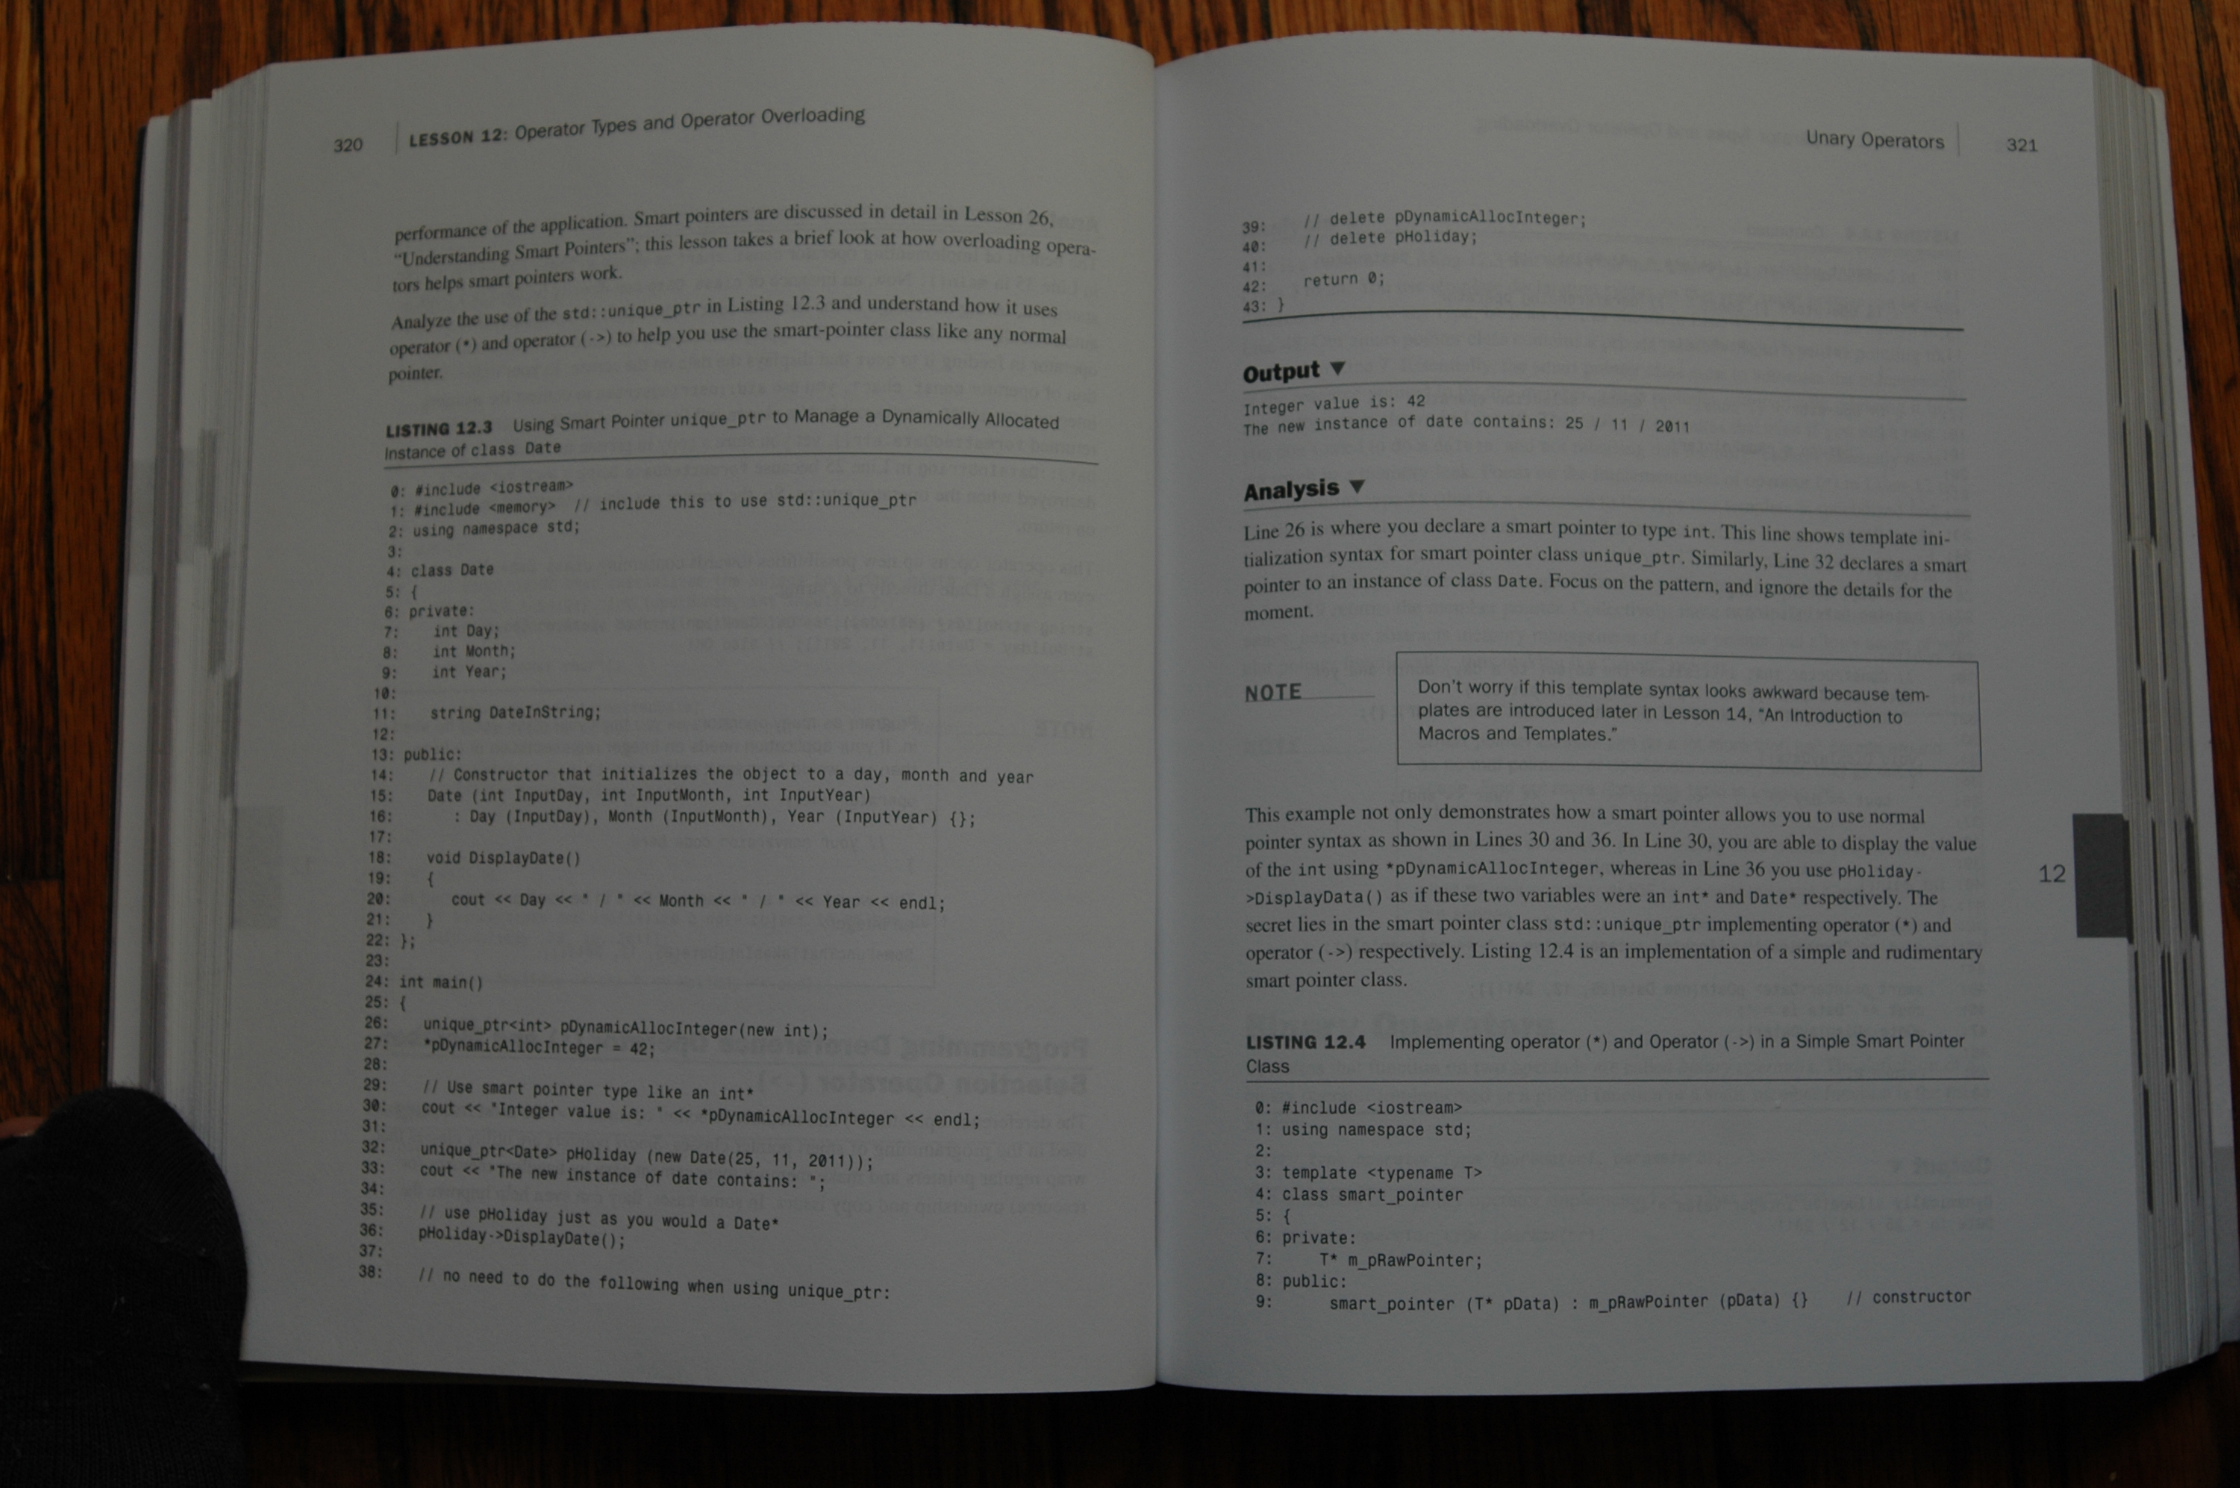 320 LESSON 12: Operator Types and Operator Overloading
performance of the application. Smart pointers are discussed in detail in Lesson 26,
“Understanding Smart Pointers”; this lesson takes a brief look at how overloading opera-
tors helps smart pointers work.
Analyze the use of the std::unique_ptr in Listing 12.3 and understand how it uses
operator (*) and operator (->) to help you use the smart-pointer class like any normal
pointer.
LISTING 12.3 Using Smart Pointer unique_ptr to Manage a Dynamically Allocated
Instance of class Date
0: #include <iostream>
1: #include <memory> // include this to use std::unique_ptr
2: using namespace std;
3:
4: class Date
5: {
6: private:
7: int Day;
8: int Month;
9: int Year;
10:
11: string DateInString;
12:
13: public:
14: // Constructor that initializes the object to a day, month and year
15: Date (int InputDay, int InputMonth, int InputYear)
16: : Day (InputDay), Month (InputMonth), Year (InputYear) {};
17:
18: void DisplayDate()
19: {
20: cout << Day << " / " << Month << " / " << Year << endl;
21: }
22: };
23:
24: int main()
25: {
26: unique_ptr<int> pDynamicAllocInteger(new int);
27: *pDynamicAllocInteger = 42;
28:
29: // Use smart pointer type like an int*
30: cout << "Integer value is: " << *pDynamicAllocInteger << endl;
31:
32: unique_ptr<Date> pHoliday (new Date(25, 11, 2011));
33: cout << "The new instance of date contains: ";
34:
35: // use pHoliday just as you would a Date*
36: pHoliday->DisplayDate();
37:
38: // no need to do the following when using unique_ptr:
Unary Operators 321
39: // delete pDynamicAllocInteger;
40: // delete pHoliday;
41:
42: return 0;
43: }
Output ▼
Integer value is: 42
The new instance of date contains: 25 / 11 / 2011
Analysis ▼
Line 26 is where you declare a smart pointer to type int. This line shows template ini-
tialization syntax for smart pointer class unique_ptr. Similarly, Line 32 declares a smart
pointer to an instance of class Date. Focus on the pattern, and ignore the details for the
moment.
NOTE
Don’t worry if this template syntax looks awkward because tem-
plates are introduced later in Lesson 14, “An Introduction to
Macros and Templates.”
This example not only demonstrates how a smart pointer allows you to use normal
pointer syntax as shown in Lines 30 and 36. In Line 30, you are able to display the value
of the int using *pDynamicAllocInteger, whereas in Line 36 you use pHoliday-
>DisplayData() as if these two variables were an int* and Date* respectively. The
secret lies in the smart pointer class std::unique_ptr implementing operator (*) and
operator (->) respectively. Listing 12.4 is an implementation of a simple and rudimentary
smart pointer class.
12
LISTING 12.4 Implementing operator (*) and Operator (->) in a Simple Smart Pointer
Class
0: #include <iostream>
1: using namespace std;
2:
3: template <typename T>
4: class smart_pointer
5: {
6: private:
7: T* m_pRawPointer;
8: public:
9: smart_pointer (T* pData) : m_pRawPointer (pData) {} // constructor